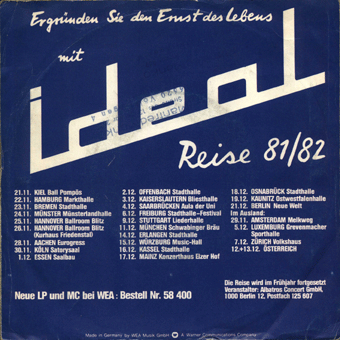 Ergründen Sie den Ernst des Lebens
mit
ideal
Reise 81/82
21.11. KIEL Ball Pompös
22.11. HAMBURG Markthalle
23.11. BREMEN Stadthalle
24.11. MÜNSTER Münsterlandhalle
25.11. HANNOVER Ballroom Blitz
26.11. HANNOVER Ballroom Blitz
(Kurhaus Friedenstal)
28.11. AACHEN Eurogress
30.11. KÖLN Satorysaal
1.12. ESSEN Saalbau
2.12. OFFENBACH Stadthalle
3.12. KAISERSLAUTERN Bliesthalle
4.12. SAARBRÜCKEN Aula der Uni
6.12. FREIBURG Stadthalle-Festival
9.12. STUTTGART Liederhalle
11.12. MÜNCHEN Schwabinger Bräu
14.12. ERLANGEN Stadthalle
15.12. WÜRZBURG Music-Hall
16.12. KASSEL Stadthalle
17.12. MAINZ Konzerthaus Elzer Hof
18.12. OSNABRÜCK Stadthalle
19.12. KAUNITZ Ostwestfalenhalle
21.12. BERLIN Neue Welt
Im Ausland:
29.11. AMSTERDAM Melkweg
5.12. LUXEMBURG Grevenmacher
Sporthalle
7.12. ZÜRICH Volkshaus
12.+13.12. ÖSTERREICH
Neue LP und MC bei WEA: Bestell Nr. 58 400
Die Reise wird im Frühjahr fortgesetzt
Veranstalter: Albatros Concert GmbH,
1000 Berlin 12, Postfach 125 607
Made in Germany by WEA Musik GmbH. A Warner Communications Company